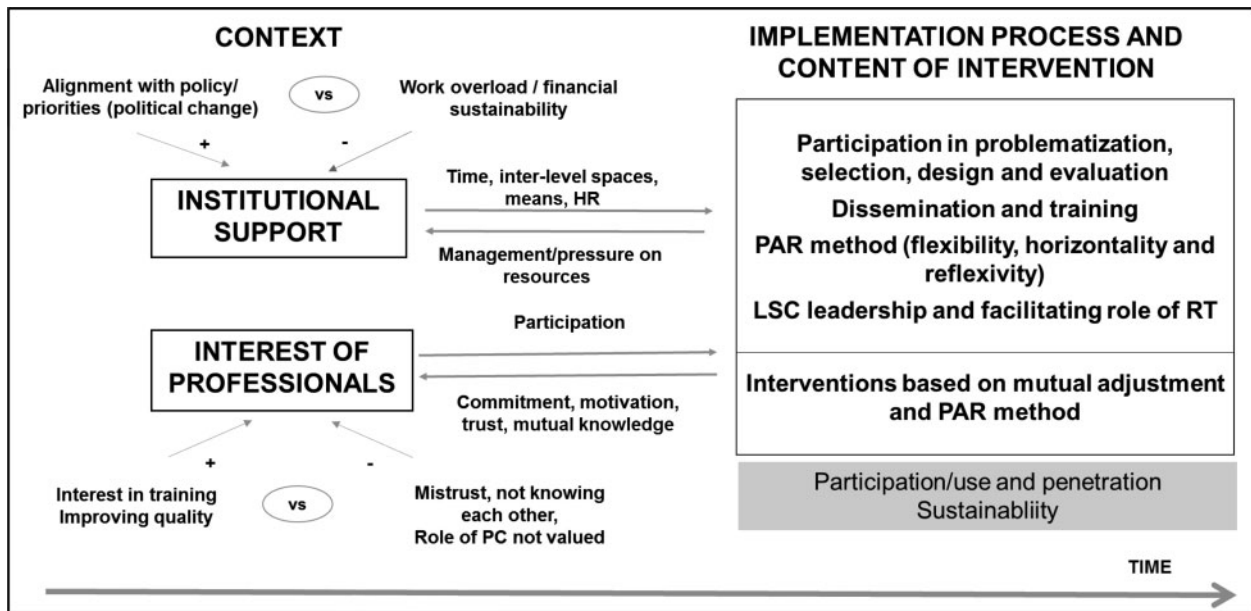 CONTEXT
Alignment with policy/
priorities (political change)
vs
Work overload / financial
sustainability
+
-
INSTITUTIONAL
SUPPORT
Time, inter-level spaces,
means, HR
Management/pressure on
resources
INTEREST OF
PROFESSIONALS
Participation
Commitment, motivation,
trust, mutual knowledge
+
-
Interest in training
Improving quality
vs
Mistrust, not knowing
each other,
Role of PC not valued
IMPLEMENTATION PROCESS AND
CONTENT OF INTERVENTION
Participation in problematization,
selection, design and evaluation
Dissemination and training
PAR method (flexibility, horizontality and
reflexivity)
LSC leadership and facilitating role of RT
Interventions based on mutual adjustment
and PAR method
Participation/use and penetration
Sustainabliity
TIME